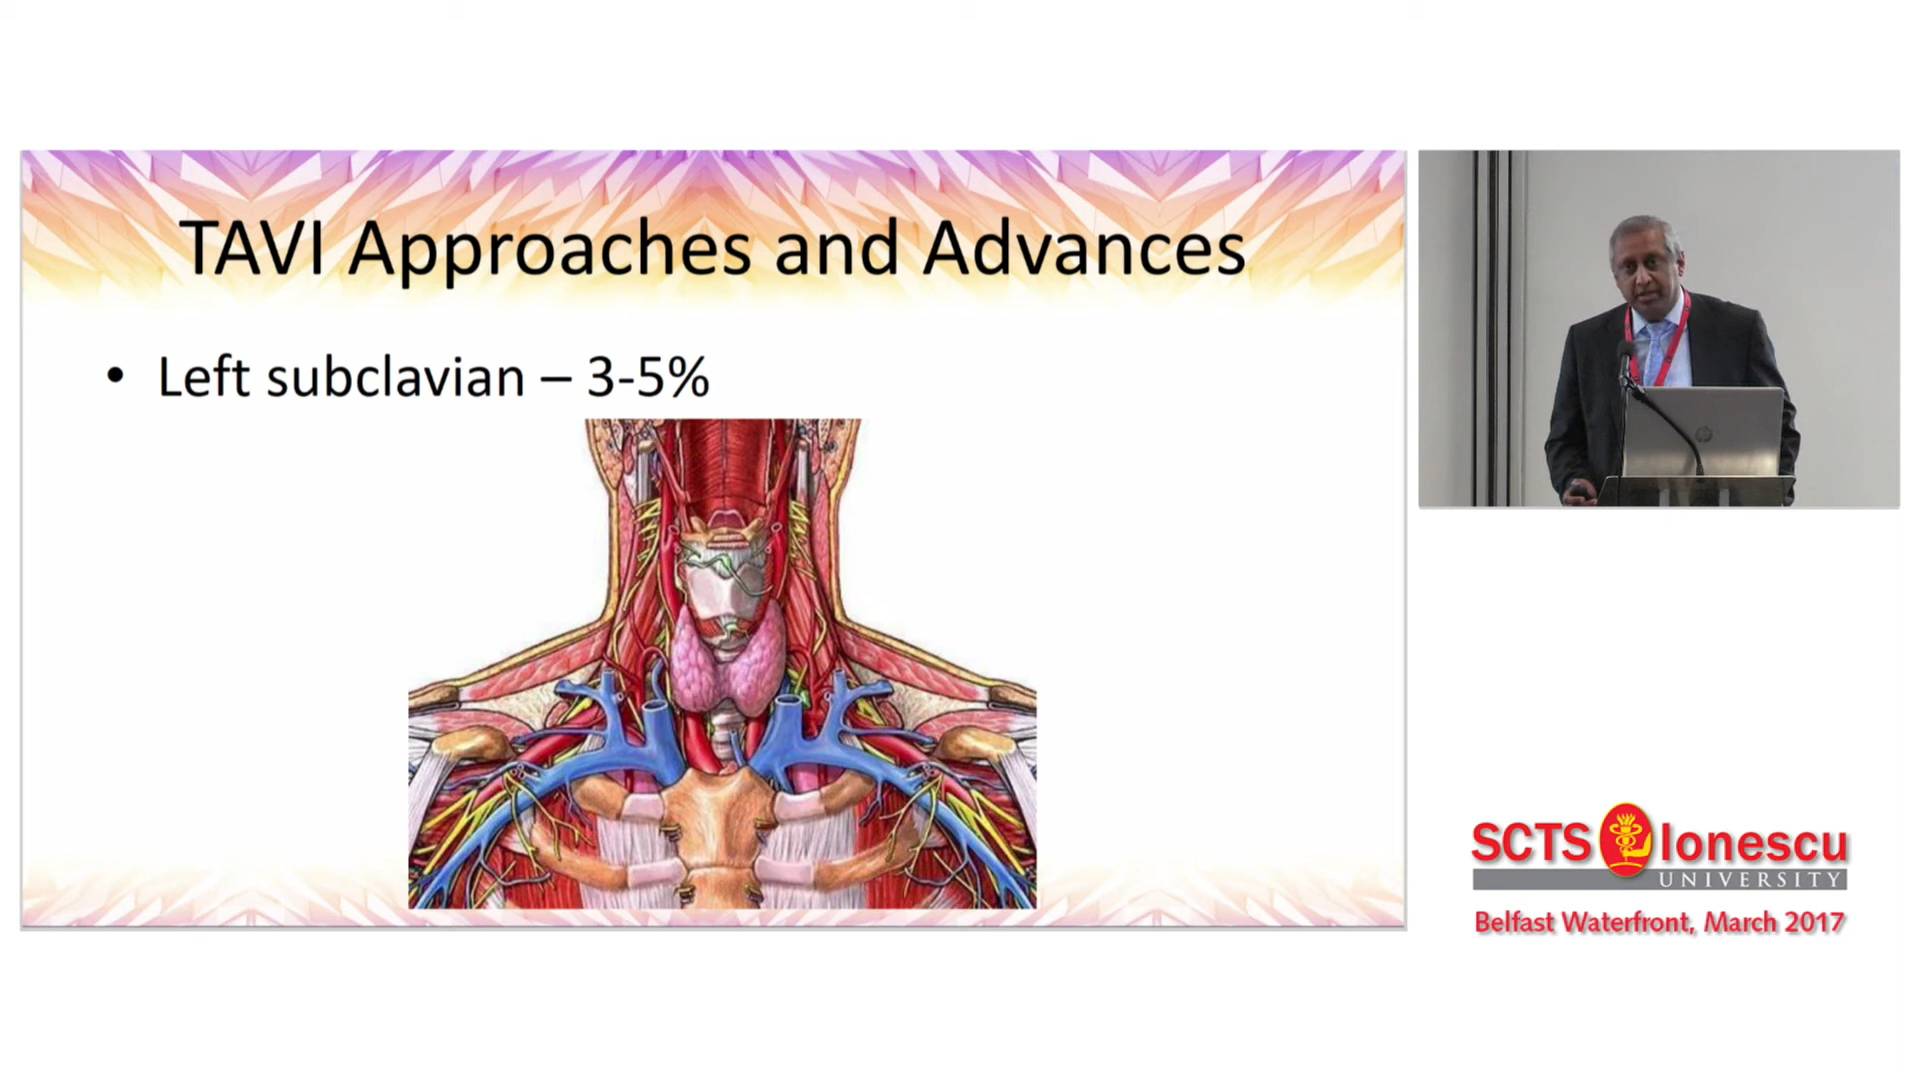 TAVI Approaches and Advances
• Left subclavian – 3-5%
SCTS Ionescu
UNIVERSITY
Belfast Waterfront, March 2017